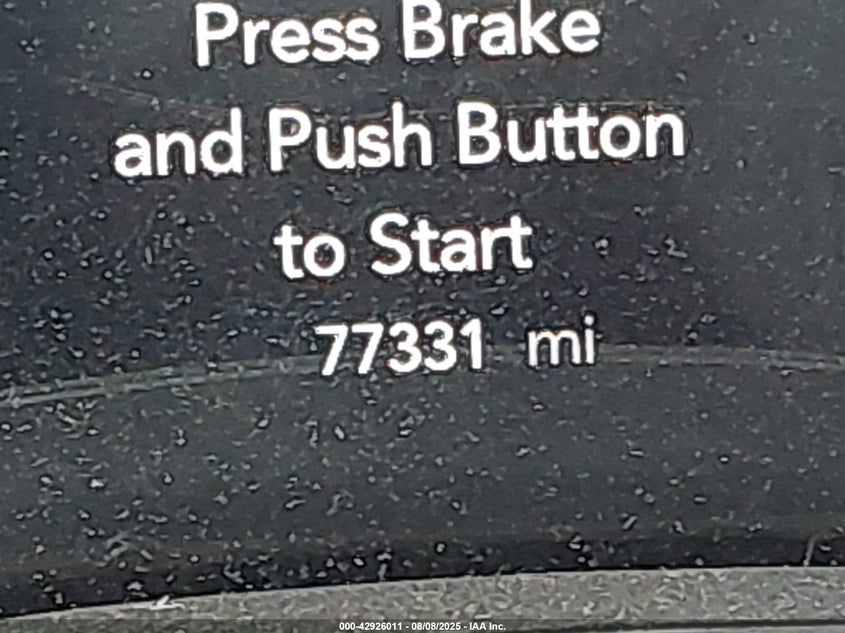 Press Brake
and Push Button
to Start
77331 mi
000-42926011 - 08/08/2025 - IAA Inc.